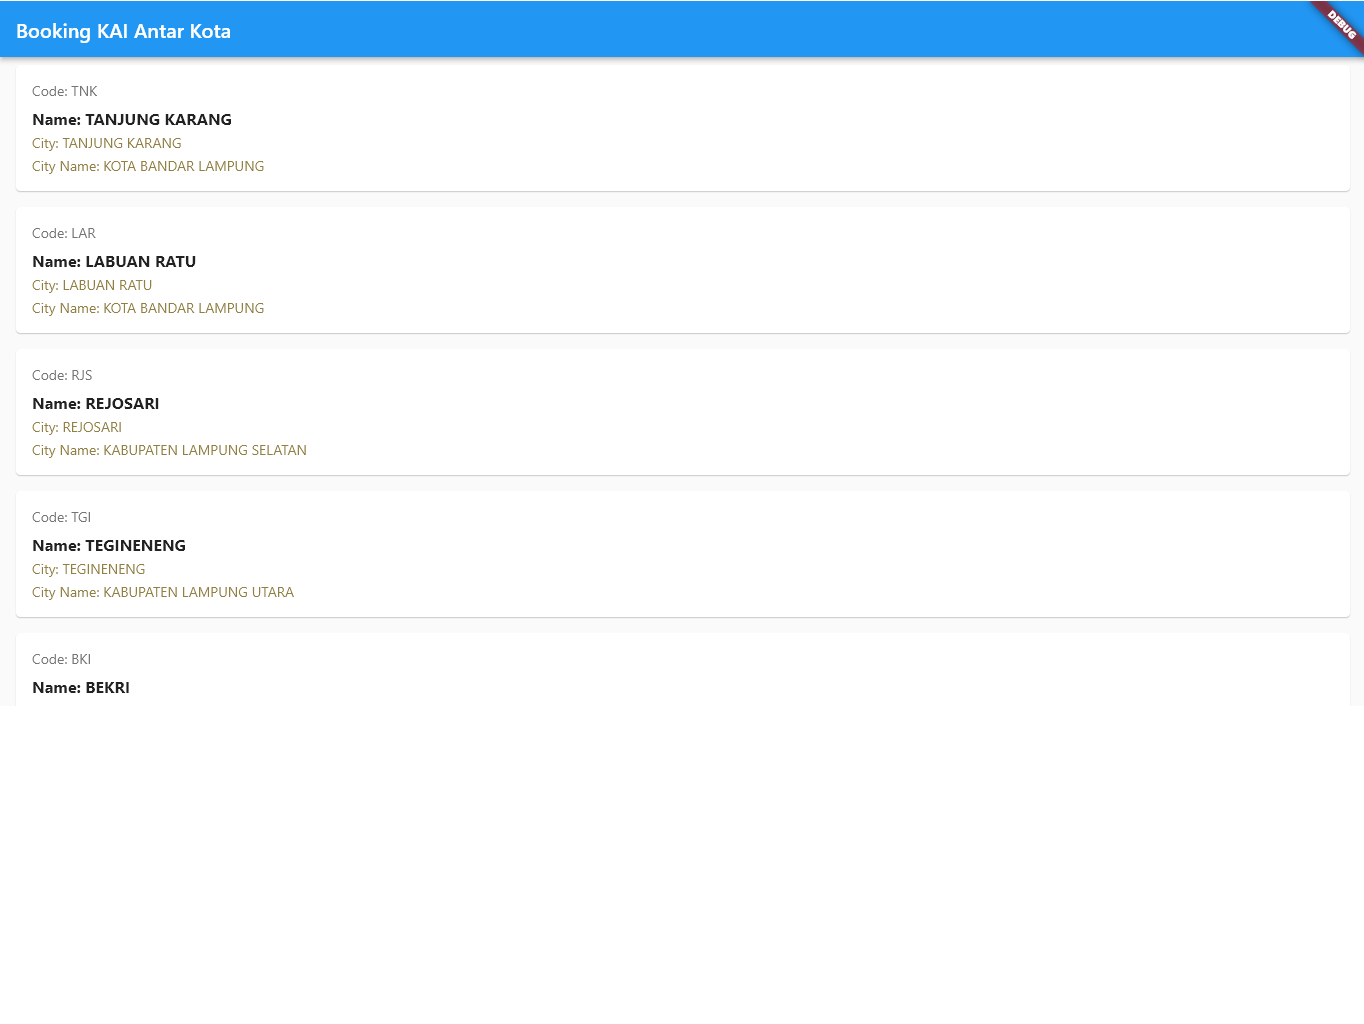 Booking KAI Antar Kota
DEBUG
Code: TNK
Name: TANJUNG KARANG
City: TANJUNG KARANG
City Name: KOTA BANDAR LAMPUNG
Code: LAR
Name: LABUAN RATU
City: LABUAN RATU
City Name: KOTA BANDAR LAMPUNG
Code: RJS
Name: REJOSARI
City: REJOSARI
City Name: KABUPATEN LAMPUNG SELATAN
Code: TGI
Name: TEGINENENG
City: TEGINENENG
City Name: KABUPATEN LAMPUNG UTARA
Code: BKI
Name: BEKRI